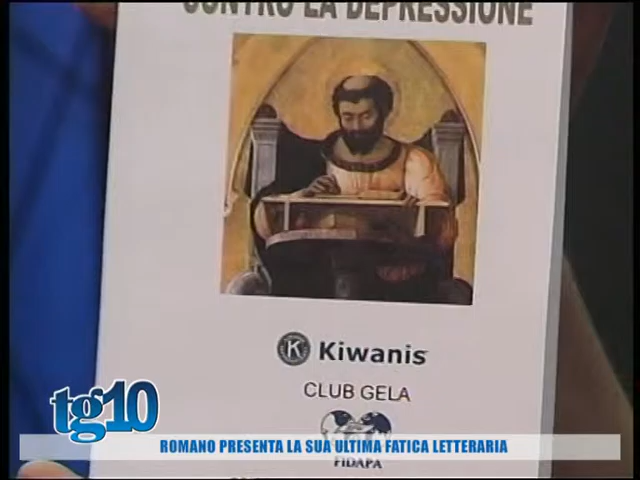 CONTRO LA DEPRESSIONE
K Kiwanis
CLUB GELA
FIDAPA
tg10
ROMANO PRESENTA LA SUA ULTIMA FATICA LETTERARIA